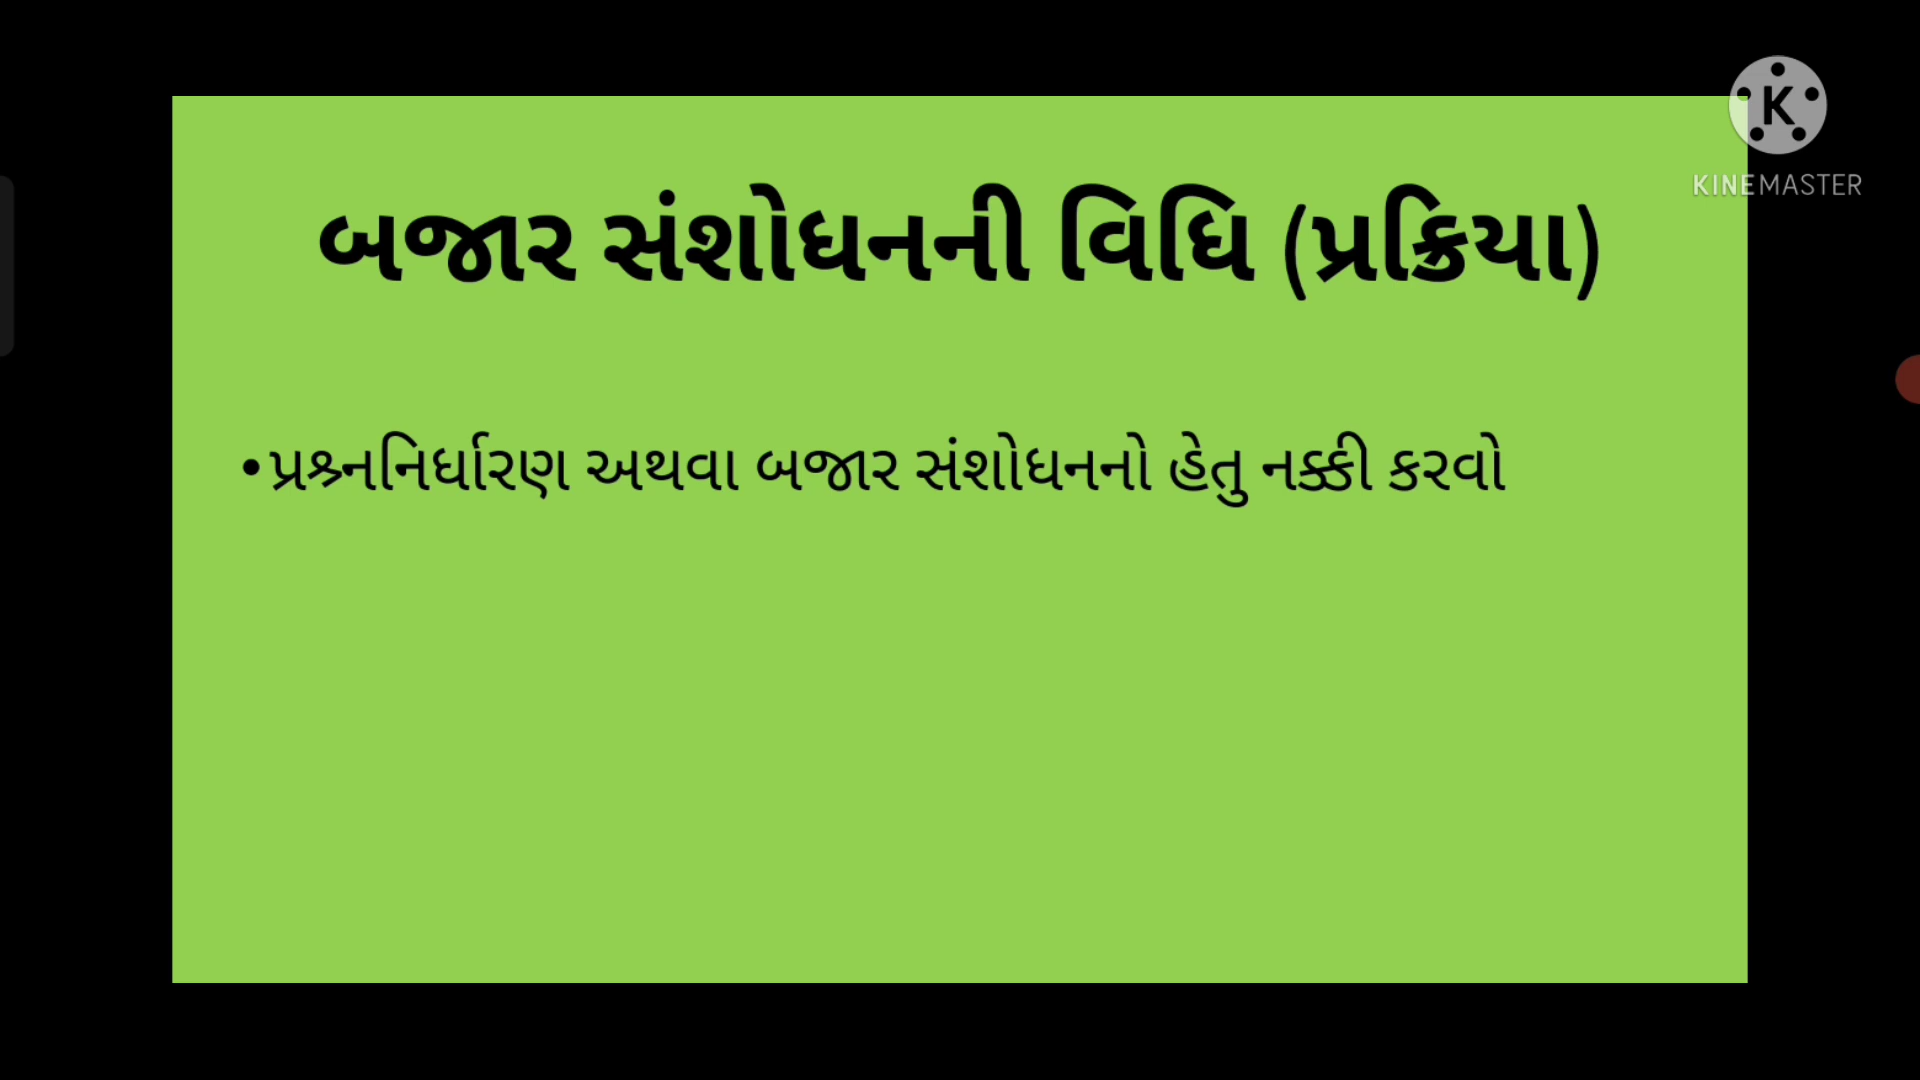 બજાર સંશોધનની વિધિ (પ્રક્રિયા)
K
KINEMASTER
•પ્રશ્નનિર્ધારણ અથવા બજાર સંશોધનનો હેતુ નક્કી કરવો